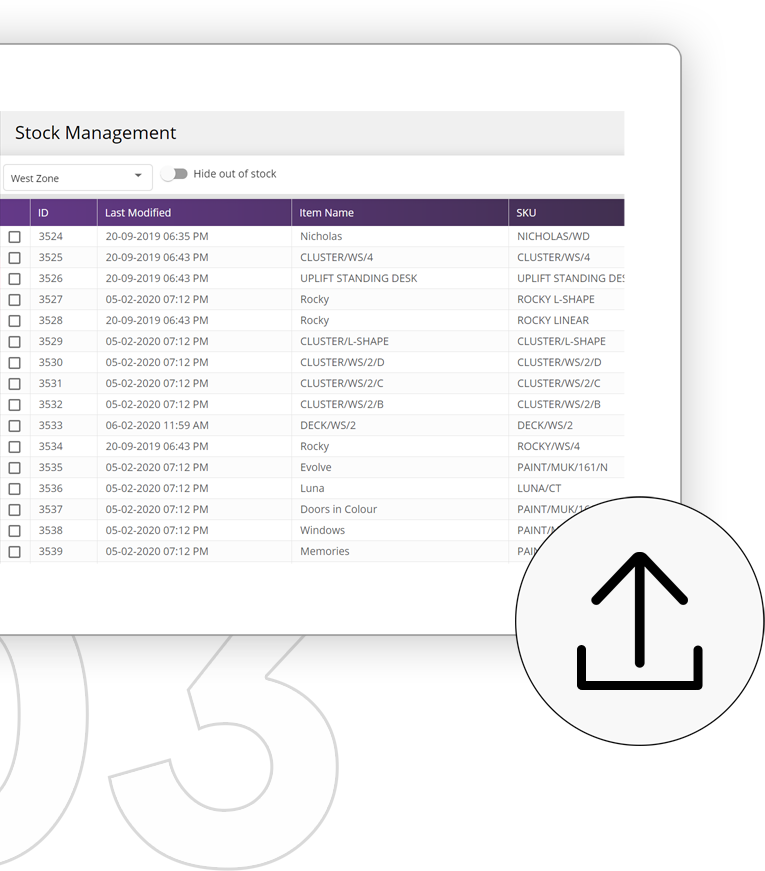 Stock Management
West Zone Hide out of stock
ID Last Modified Item Name SKU
3524 20-09-2019 06:35 PM Nicholas NICHOLAS/WD
3525 20-09-2019 06:43 PM CLUSTER/WS/4 CLUSTER/WS/4
3526 20-09-2019 06:43 PM UPLIFT STANDING DESK UPLIFT STANDING DES
3527 05-02-2020 07:12 PM Rocky ROCKY L-SHAPE
3528 20-09-2019 06:43 PM Rocky ROCKY LINEAR
3529 05-02-2020 07:12 PM CLUSTER/L-SHAPE CLUSTER/L-SHAPE
3530 05-02-2020 07:12 PM CLUSTER/WS/2/D CLUSTER/WS/2/D
3531 05-02-2020 07:12 PM CLUSTER/WS/2/C CLUSTER/WS/2/C
3532 05-02-2020 07:12 PM CLUSTER/WS/2/B CLUSTER/WS/2/B
3533 06-02-2020 11:59 AM DECK/WS/2 DECK/WS/2
3534 20-09-2019 06:43 PM Rocky ROCKY/WS/4
3535 05-02-2020 07:12 PM Evolve PAINT/MUK/161/N
3536 05-02-2020 07:12 PM Luna LUNA/CT
3537 05-02-2020 07:12 PM Doors in Colour PAINT/MUK/1
3538 05-02-2020 07:12 PM Windows PAINT/
3539 05-02-2020 07:12 PM Memories PAI
03